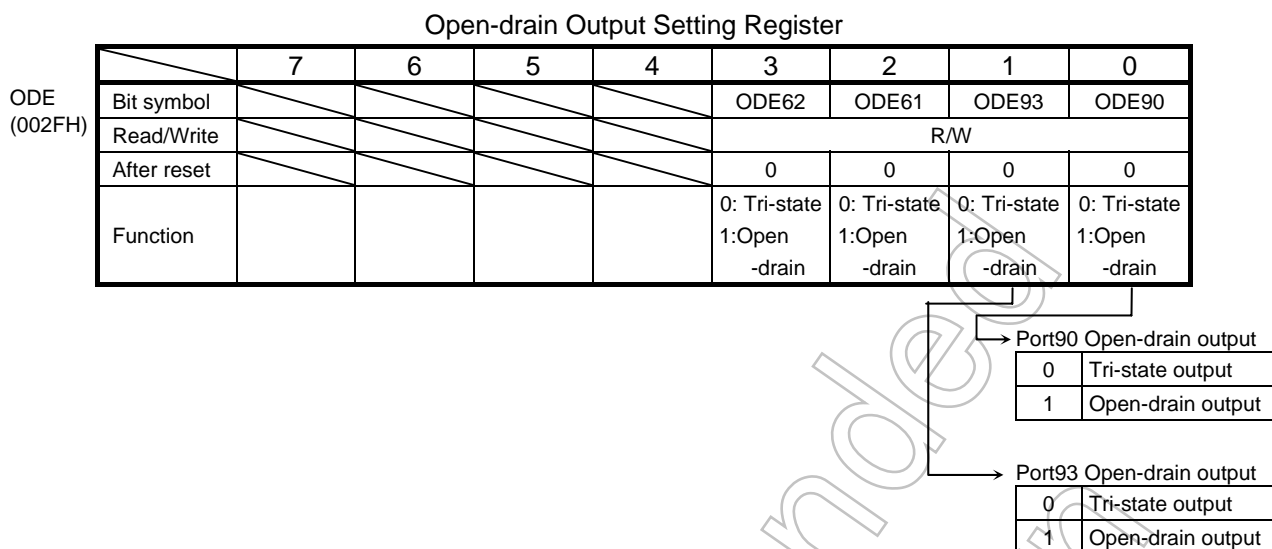 Open-drain Output Setting Register
7 6 5 4 3 2 1 0
ODE
(002FH)
Bit symbol ODE62 ODE61 ODE93 ODE90
Read/Write R/W
After reset 0 0 0 0
Function
0: Tri-state 0: Tri-state 0: Tri-state 0: Tri-state
1:Open 1:Open 1:Open 1:Open
-drain -drain -drain -drain
Port90 Open-drain output
0 Tri-state output
1 Open-drain output
Port93 Open-drain output
0 Tri-state output
1 Open-drain output